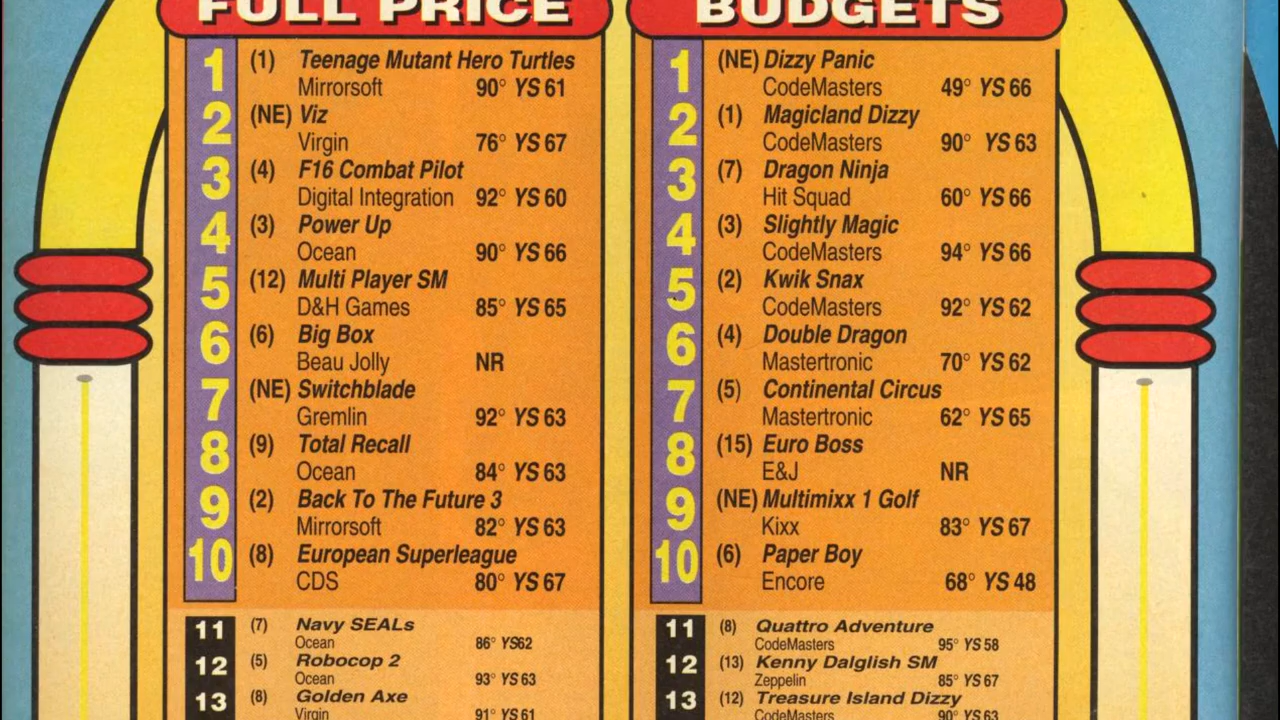 FULL PRICE
1 (1) Teenage Mutant Hero Turtles
Mirrorsoft 90° YS 61
2 (NE) Viz
Virgin 76° YS 67
3 (4) F16 Combat Pilot
Digital Integration 92° YS 60
4 (3) Power Up
Ocean 90° YS 66
5 (12) Multi Player SM
D&H Games 85° YS 65
6 (6) Big Box
Beau Jolly NR
7 (NE) Switchblade
Gremlin 92° YS 63
8 (9) Total Recall
Ocean 84° YS 63
9 (2) Back To The Future 3
Mirrorsoft 82° YS 63
10 (8) European Superleague
CDS 80° YS 67
11 (7) Navy SEALs
Ocean 86° YS62
12 (5) Robocop 2
Ocean 93° YS 63
13 (8) Golden Axe
Virgin 91° YS 61
BUDGETS
1 (NE) Dizzy Panic
CodeMasters 49° YS 66
2 (1) Magicland Dizzy
CodeMasters 90° YS 63
3 (7) Dragon Ninja
Hit Squad 60° YS 66
4 (3) Slightly Magic
CodeMasters 94° YS 66
5 (2) Kwik Snax
CodeMasters 92° YS 62
6 (4) Double Dragon
Mastertronic 70° YS 62
7 (5) Continental Circus
Mastertronic 62° YS 65
8 (15) Euro Boss
E&J NR
9 (NE) Multimixx 1 Golf
Kixx 83° YS 67
10 (6) Paper Boy
Encore 68° YS 48
11 (8) Quattro Adventure
CodeMasters 95° YS 58
12 (13) Kenny Dalglish SM
Zeppelin 85° YS 67
13 (12) Treasure Island Dizzy
CodeMasters 90° YS 63